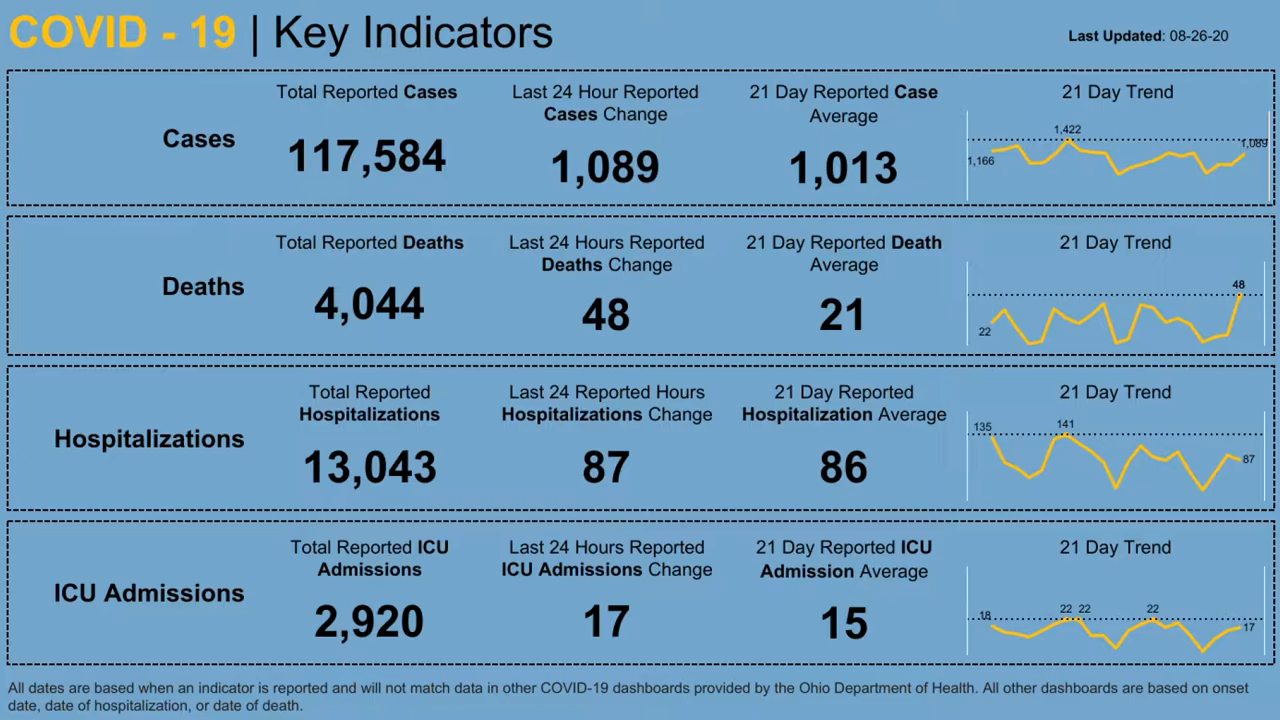 COVID - 19 | Key Indicators
Last Updated: 08-26-20
Cases
Total Reported Cases
117,584
Last 24 Hour Reported
Cases Change
1,089
21 Day Reported Case
Average
1,013
21 Day Trend
1,166
1,422
1,089
Deaths
Total Reported Deaths
4,044
Last 24 Hours Reported
Deaths Change
48
21 Day Reported Death
Average
21
21 Day Trend
22
48
Hospitalizations
Total Reported
Hospitalizations
13,043
Last 24 Reported Hours
Hospitalizations Change
87
21 Day Reported
Hospitalization Average
86
21 Day Trend
135
141
87
ICU Admissions
Total Reported ICU
Admissions
2,920
Last 24 Hours Reported
ICU Admissions Change
17
21 Day Reported ICU
Admission Average
15
21 Day Trend
18
22 22
22
17
All dates are based when an indicator is reported and will not match data in other COVID-19 dashboards provided by the Ohio Department of Health. All other dashboards are based on onset
date, date of hospitalization, or date of death.